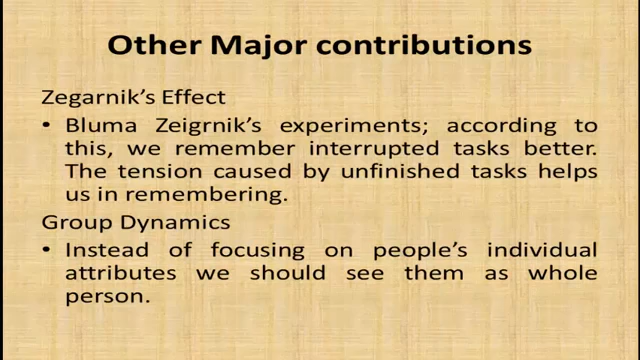 Other Major contributions
Zegarnik's Effect
• Bluma Zeigrnik's experiments; according to
this, we remember interrupted tasks better.
The tension caused by unfinished tasks helps
us in remembering.
Group Dynamics
• Instead of focusing on people's individual
attributes we should see them as whole
person.